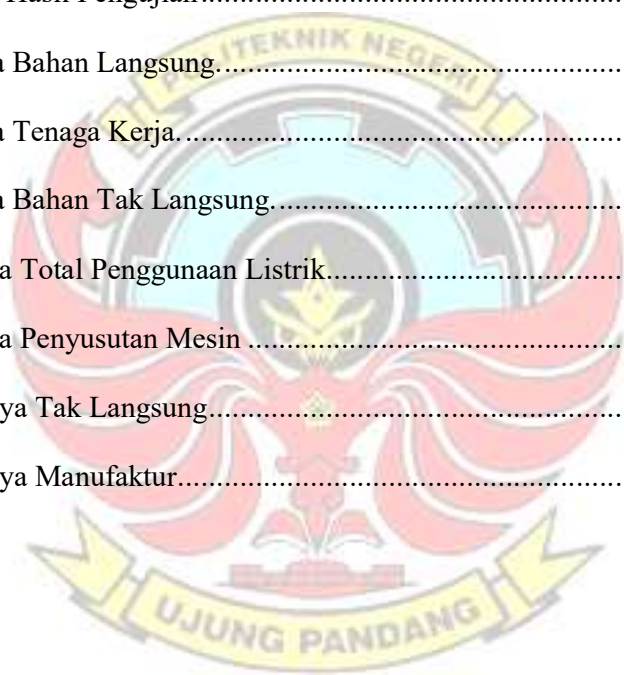 Hasil Pengujian
POLITEKNIK NEGERI
a Bahan Langsung
a Tenaga Kerja
a Bahan Tak Langsung
a Total Penggunaan Listrik
a Penyusutan Mesin
ya Tak Langsung
ya Manufaktur
UJUNG PANDANG